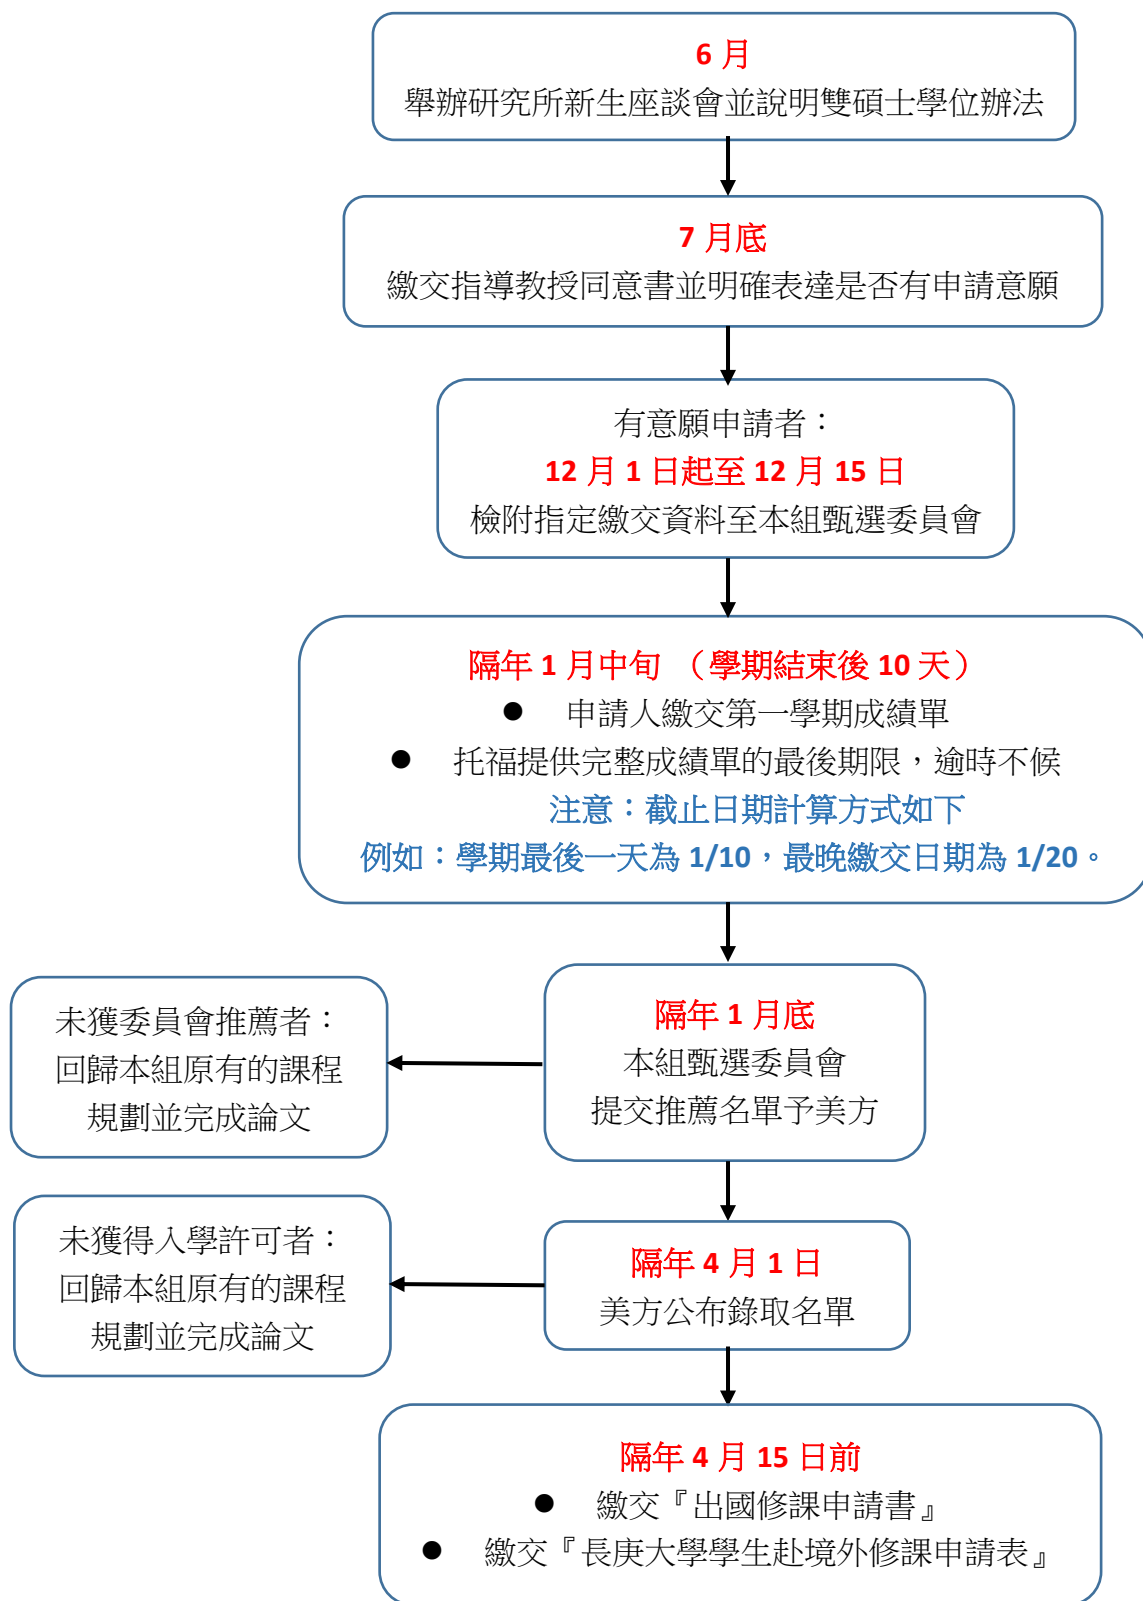 6 月
舉辦研究所新生座談會並說明雙碩士學位辦法
7 月底
繳交指導教授同意書並明確表達是否有申請意願
有意願申請者：
12 月 1 日起至 12 月 15 日
檢附指定繳交資料至本組甄選委員會
隔年 1 月中旬 （學期結束後 10 天）
● 申請人繳交第一學期成績單
● 托福提供完整成績單的最後期限，逾時不候
注意：截止日期計算方式如下
例如：學期最後一天為 1/10，最晚繳交日期為 1/20。
隔年 1 月底
本組甄選委員會
提交推薦名單予美方
未獲委員會推薦者：
回歸本組原有的課程
規劃並完成論文
隔年 4 月 1 日
美方公布錄取名單
未獲得入學許可者：
回歸本組原有的課程
規劃並完成論文
隔年 4 月 15 日前
● 繳交『出國修課申請書』
● 繳交『長庚大學學生赴境外修課申請表』